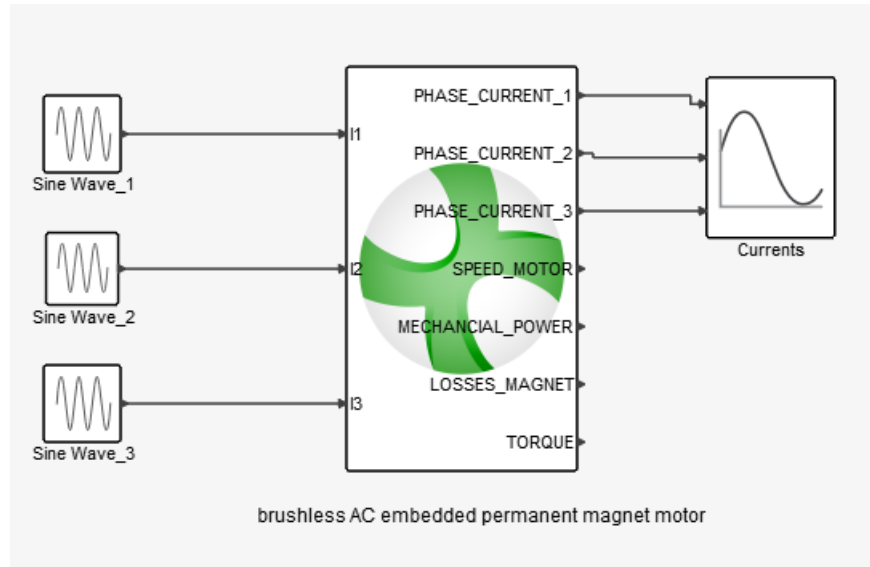 Sine Wave_1
Sine Wave_2
Sine Wave_3
I1
I2
I3
PHASE_CURRENT_1
PHASE_CURRENT_2
PHASE_CURRENT_3
SPEED_MOTOR
MECHANCIAL_POWER
LOSSES_MAGNET
TORQUE
Currents
brushless AC embedded permanent magnet motor